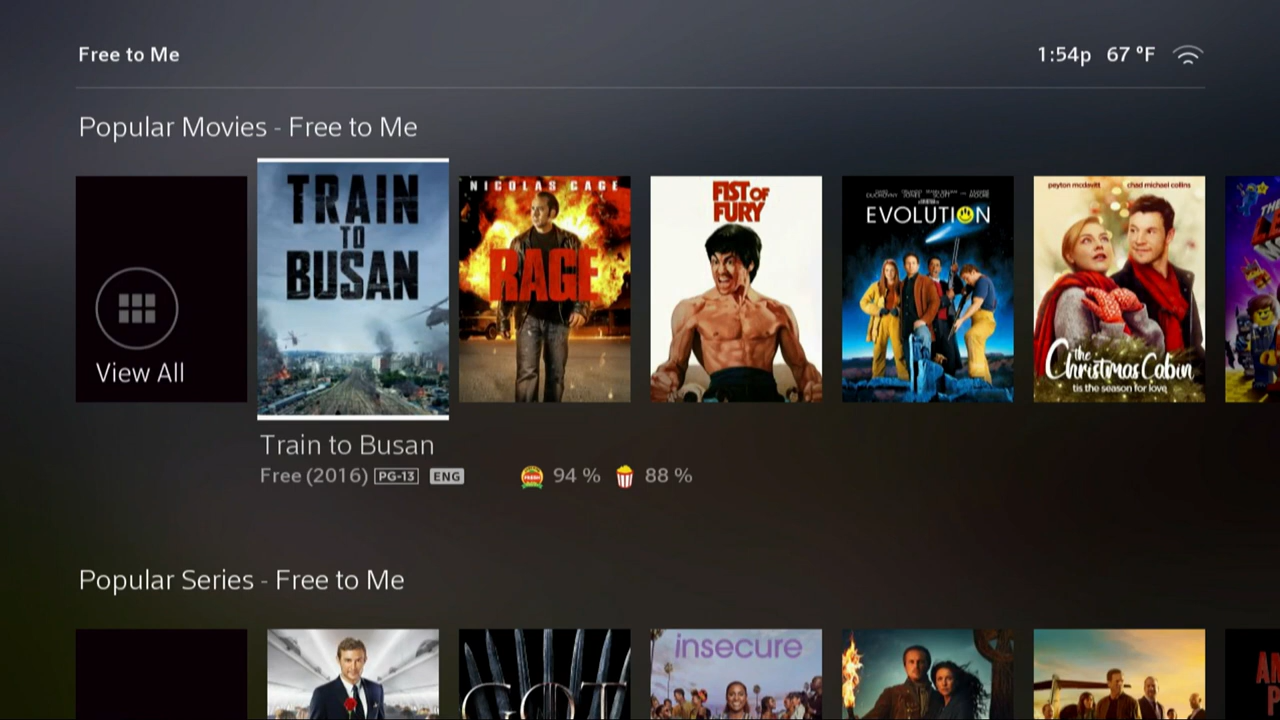 Free to Me
1:54p 67 °F
Popular Movies - Free to Me
View All
TRAIN
TO
BUSAN
NICOLAS CAGE
RAGE
FIST OF
FURY
EVOLUTION
peyton mcdavitt chad michael collins
the
Christmas Cabin
tis the season for love
Train to Busan
Free (2016) PG-13 ENG 94 % 88 %
Popular Series - Free to Me
GOT
insecure